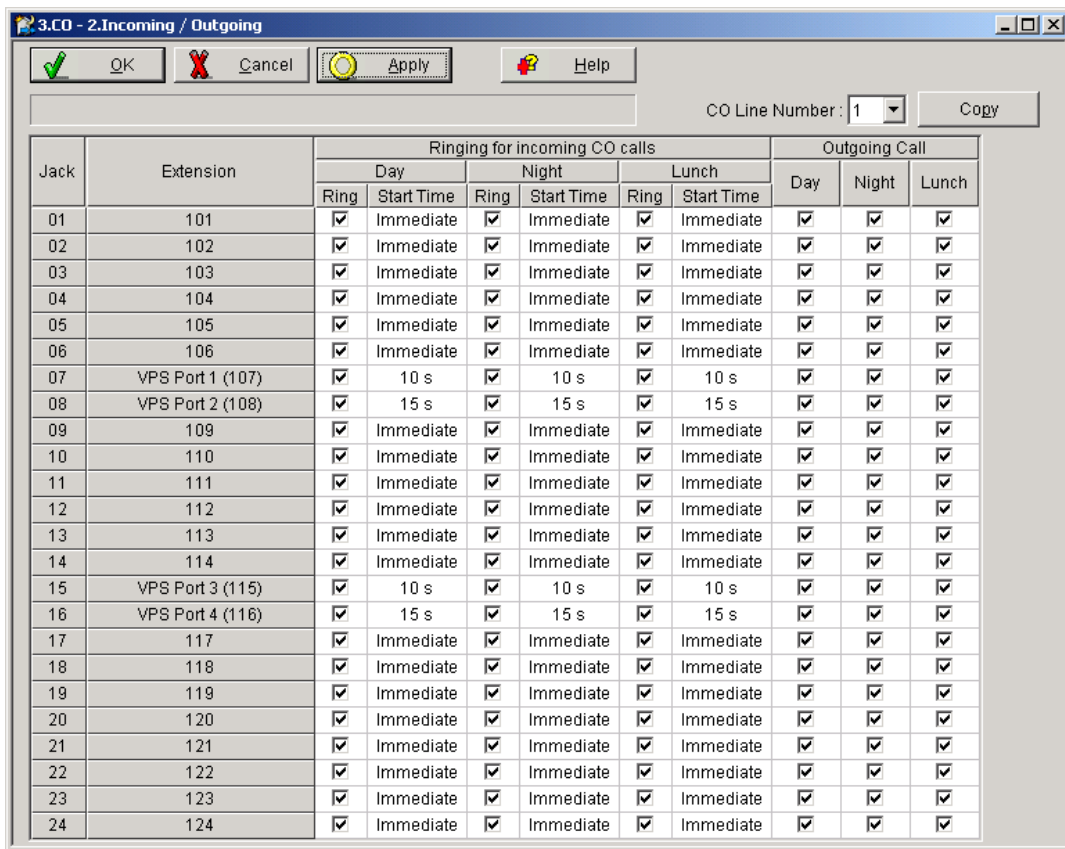 3.CO - 2.Incoming / Outgoing
OK Cancel Apply Help
CO Line Number : 1 Copy
Jack Extension Ringing for incoming CO calls Outgoing Call
Day Night Lunch Day Night Lunch
Ring Start Time Ring Start Time Ring Start Time
01 101 Immediate Immediate Immediate
02 102 Immediate Immediate Immediate
03 103 Immediate Immediate Immediate
04 104 Immediate Immediate Immediate
05 105 Immediate Immediate Immediate
06 106 Immediate Immediate Immediate
07 VPS Port 1 (107) 10 s 10 s 10 s
08 VPS Port 2 (108) 15 s 15 s 15 s
09 109 Immediate Immediate Immediate
10 110 Immediate Immediate Immediate
11 111 Immediate Immediate Immediate
12 112 Immediate Immediate Immediate
13 113 Immediate Immediate Immediate
14 114 Immediate Immediate Immediate
15 VPS Port 3 (115) 10 s 10 s 10 s
16 VPS Port 4 (116) 15 s 15 s 15 s
17 117 Immediate Immediate Immediate
18 118 Immediate Immediate Immediate
19 119 Immediate Immediate Immediate
20 120 Immediate Immediate Immediate
21 121 Immediate Immediate Immediate
22 122 Immediate Immediate Immediate
23 123 Immediate Immediate Immediate
24 124 Immediate Immediate Immediate